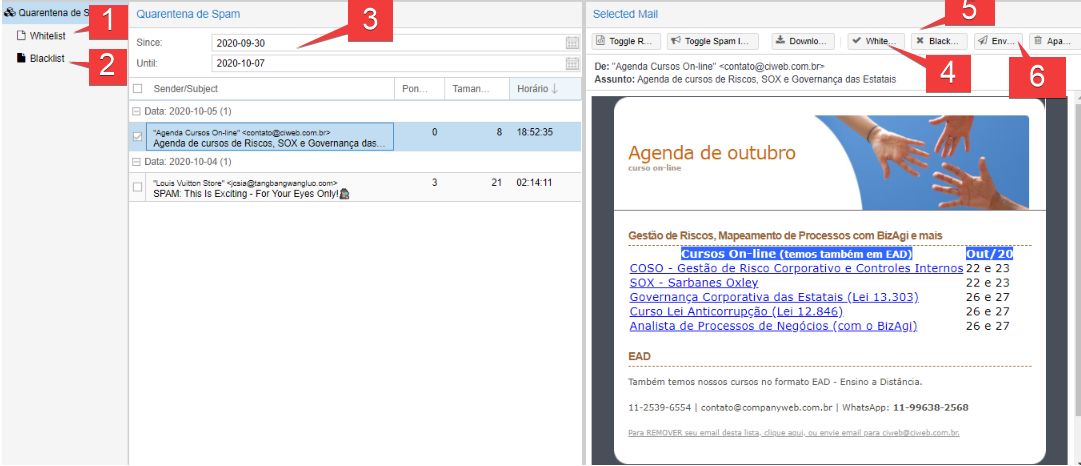 Quarentena de S
Whitelist
Blacklist
1
2
Quarentena de Spam
3
Since:
2020-09-30
Until:
2020-10-07
Sender/Subject
Pon...
Taman...
Horário ↓
Data: 2020-10-05 (1)
"Agenda Cursos On-line" <contato@ciweb.com.br>
Agenda de cursos de Riscos, SOX e Governança das...
0
8
18:52:35
Data: 2020-10-04 (1)
"Louis Vuitton Store" <jcsia@tangbangwangluo.com>
SPAM: This Is Exciting - For Your Eyes Only!
3
21
02:14:11
Selected Mail
5
Toggle R...
Toggle Spam I...
Downlo...
White...
Black...
Env...
Apa...
4
6
De: "Agenda Cursos On-line" <contato@ciweb.com.br>
Assunto: Agenda de cursos de Riscos, SOX e Governança das Estatais
Agenda de outubro
curso on-line
Gestão de Riscos, Mapeamento de Processos com BizAgi e mais
Cursos On-line (temos também em EAD) Out/20
COSO - Gestão de Risco Corporativo e Controles Internos 22 e 23
SOX - Sarbanes Oxley 22 e 23
Governança Corporativa das Estatais (Lei 13.303) 26 e 27
Curso Lei Anticorrupção (Lei 12.846) 26 e 27
Analista de Processos de Negócios (com o BizAgi) 26 e 27
EAD
Também temos nossos cursos no formato EAD - Ensino a Distância.
11-2539-6554 | contato@companyweb.com.br | WhatsApp: 11-99638-2568
Para REMOVER seu email desta lista, clique aqui, ou envie email para ciweb@ciweb.com.br.